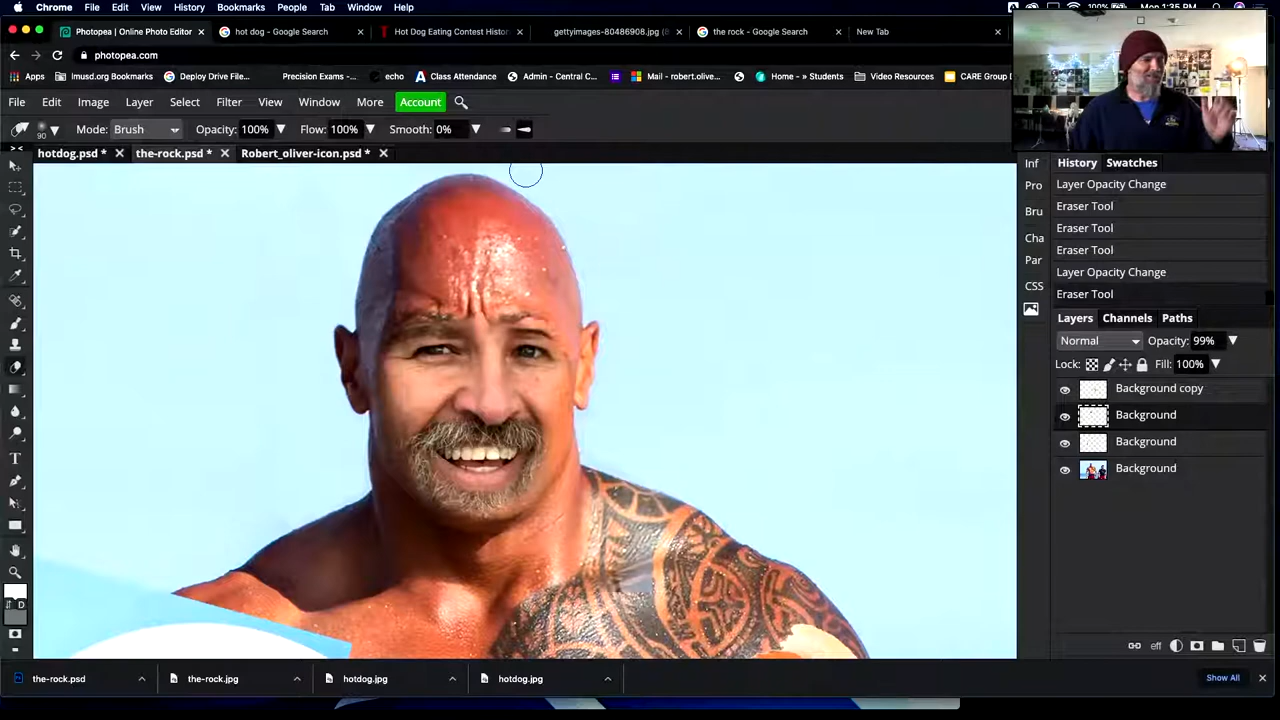 Chrome File Edit View History Bookmarks People Tab Window Help
Mon 1:35 PM
Photopea | Online Photo Editor
hot dog - Google Search
Hot Dog Eating Contest Histor
gettyimages-80486908.jpg (
the rock - Google Search
New Tab
photopea.com
Apps lmusd.org Bookmarks Deploy Drive File... Precision Exams -... echo Class Attendance Admin - Central C... Mail - robert.olive... Home - » Students Video Resources CARE Group D
File Edit Image Layer Select Filter View Window More Account
90 Mode: Brush Opacity: 100% Flow: 100% Smooth: 0%
hotdog.psd * the-rock.psd * Robert_oliver-icon.psd *
Inf
Pro
Bru
Cha
Par
CSS
History Swatches
Layer Opacity Change
Eraser Tool
Eraser Tool
Eraser Tool
Layer Opacity Change
Eraser Tool
Layers Channels Paths
Normal Opacity: 99%
Lock: Fill: 100%
Background copy
Background
Background
Background
T
D
eff
the-rock.psd the-rock.jpg hotdog.jpg hotdog.jpg Show All